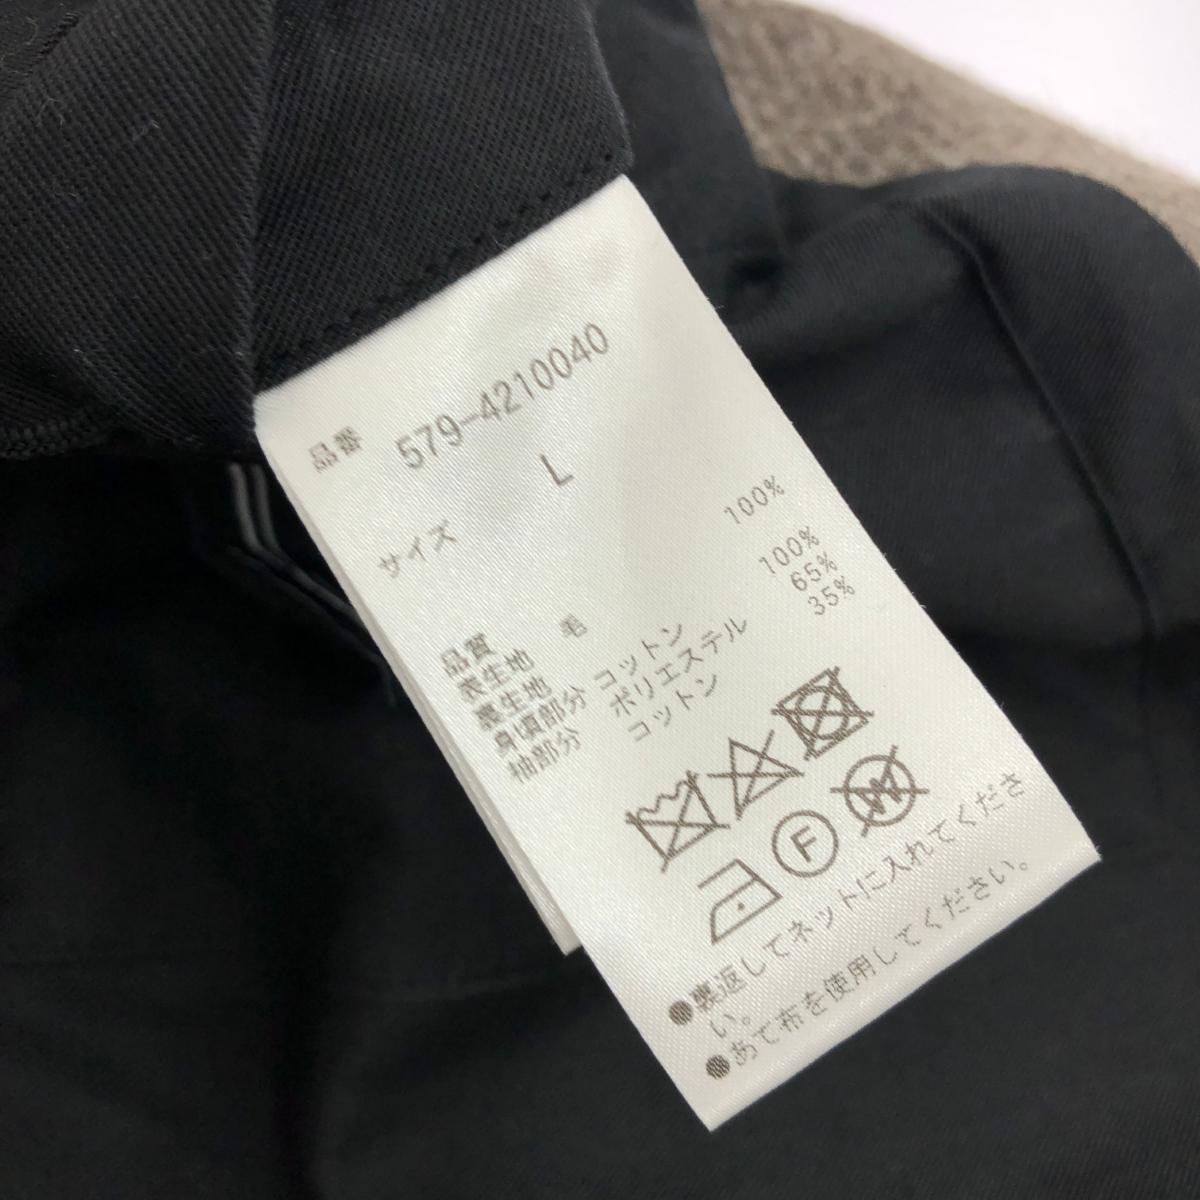 品番 579-4210040
サイズ L
品質
表生地 毛 100%
裏生地
身頃部分 コットン 100%
袖部分 ポリエステル 65%
コットン 35%
F
W
●裏返してネットに入れてくださ
い。
●あて布を使用してください。